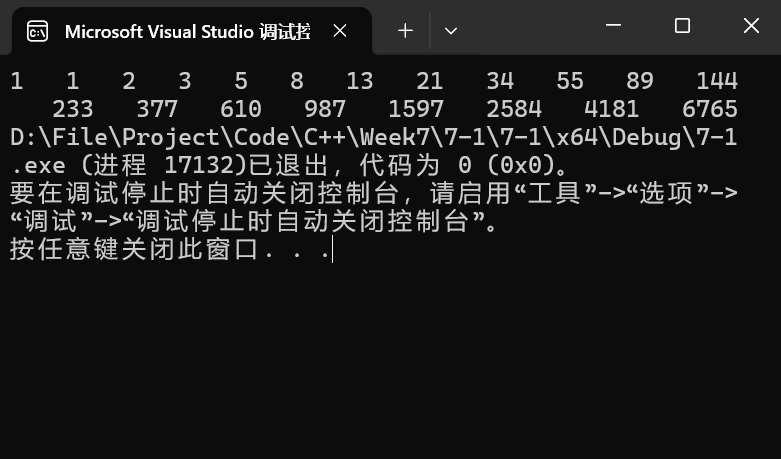 Microsoft Visual Studio 调试控
1   1   2   3   5   8   13   21   34   55   89   144
   233   377   610   987   1597   2584   4181   6765
D:\File\Project\Code\C++\Week7\7-1\7-1\x64\Debug\7-1
.exe (进程 17132)已退出，代码为 0 (0x0)。
要在调试停止时自动关闭控制台，请启用“工具”->“选项”->
“调试”->“调试停止时自动关闭控制台”。
按任意键关闭此窗口. . .